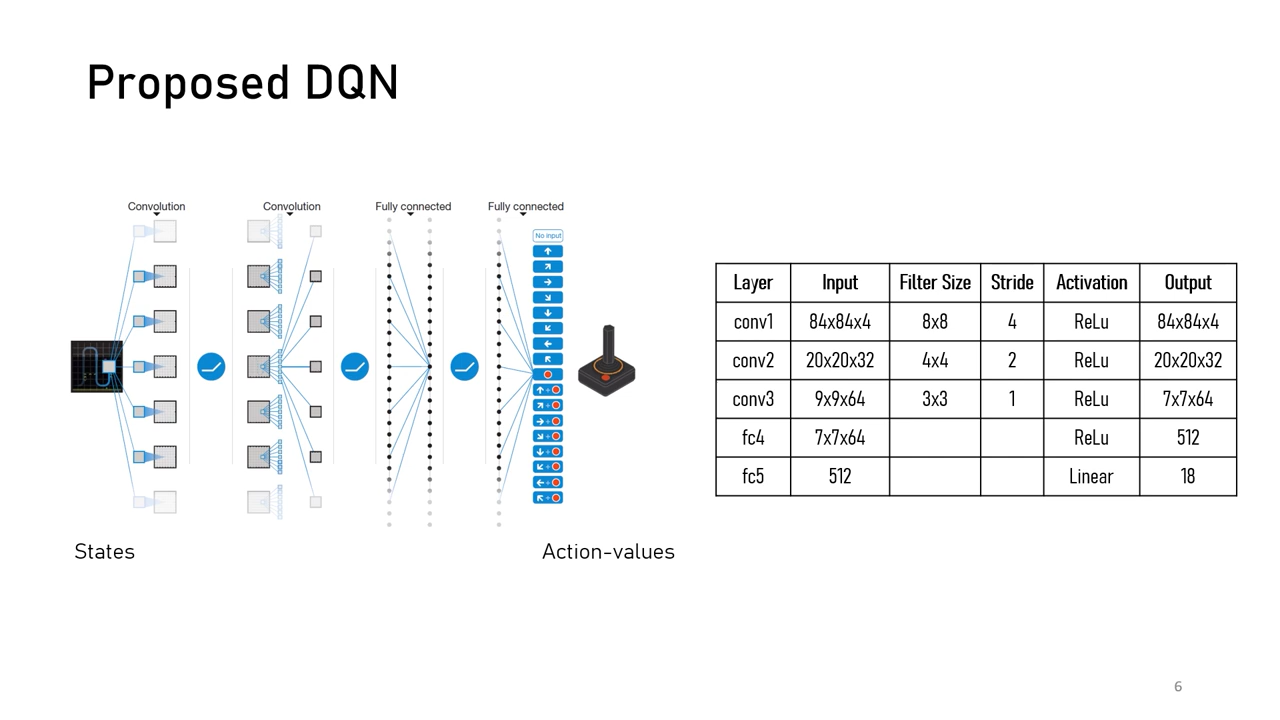 Proposed DQN
Convolution
Convolution
Fully connected
Fully connected
No input
States
Action-values
Layer Input Filter Size Stride Activation Output
conv1 84x84x4 8x8 4 ReLu 84x84x4
conv2 20x20x32 4x4 2 ReLu 20x20x32
conv3 9x9x64 3x3 1 ReLu 7x7x64
fc4 7x7x64 ReLu 512
fc5 512 Linear 18
6